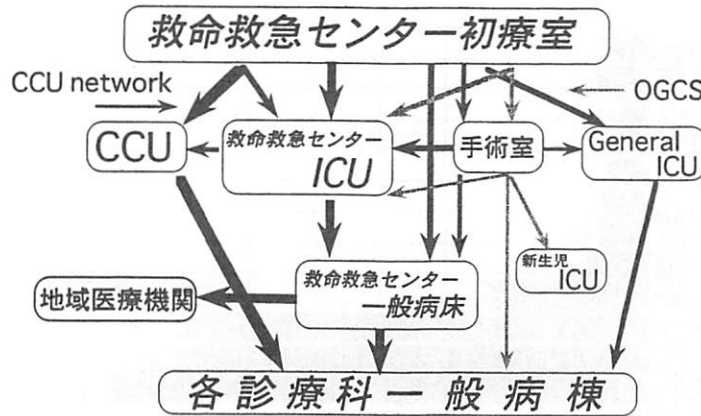 救命救急センター初療室
CCU network
OGCS
CCU
救命救急センター
ICU
手術室
General
ICU
新生児
ICU
地域医療機関
救命救急センター
一般病床
各診療科一般病棟